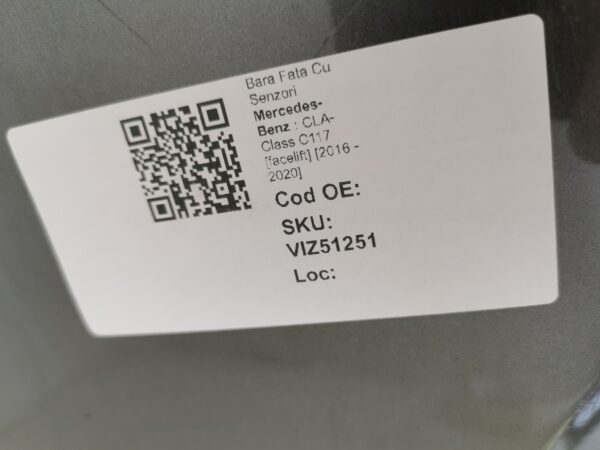 Bara Fata Cu
Senzori
Mercedes-
Benz : CLA-
Class C117
[facelift] [2016 -
2020]
Cod OE:
SKU:
VIZ51251
Loc: